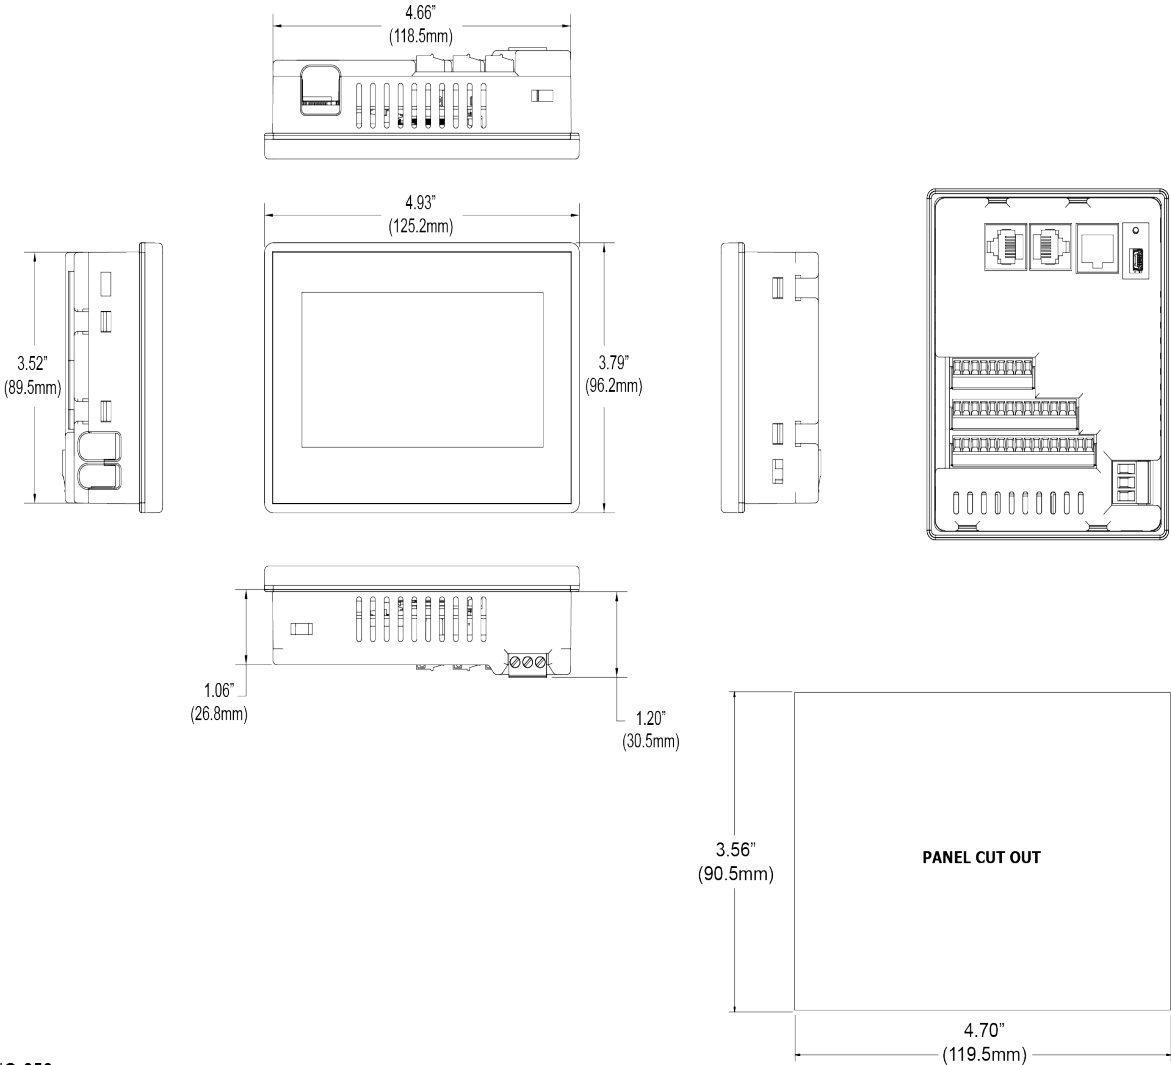 4.66”
(118.5mm)
4.93”
(125.2mm)
3.52”
(89.5mm)
3.79”
(96.2mm)
1.06”
(26.8mm)
1.20”
(30.5mm)
3.56”
(90.5mm)
PANEL CUT OUT
4.70”
(119.5mm)